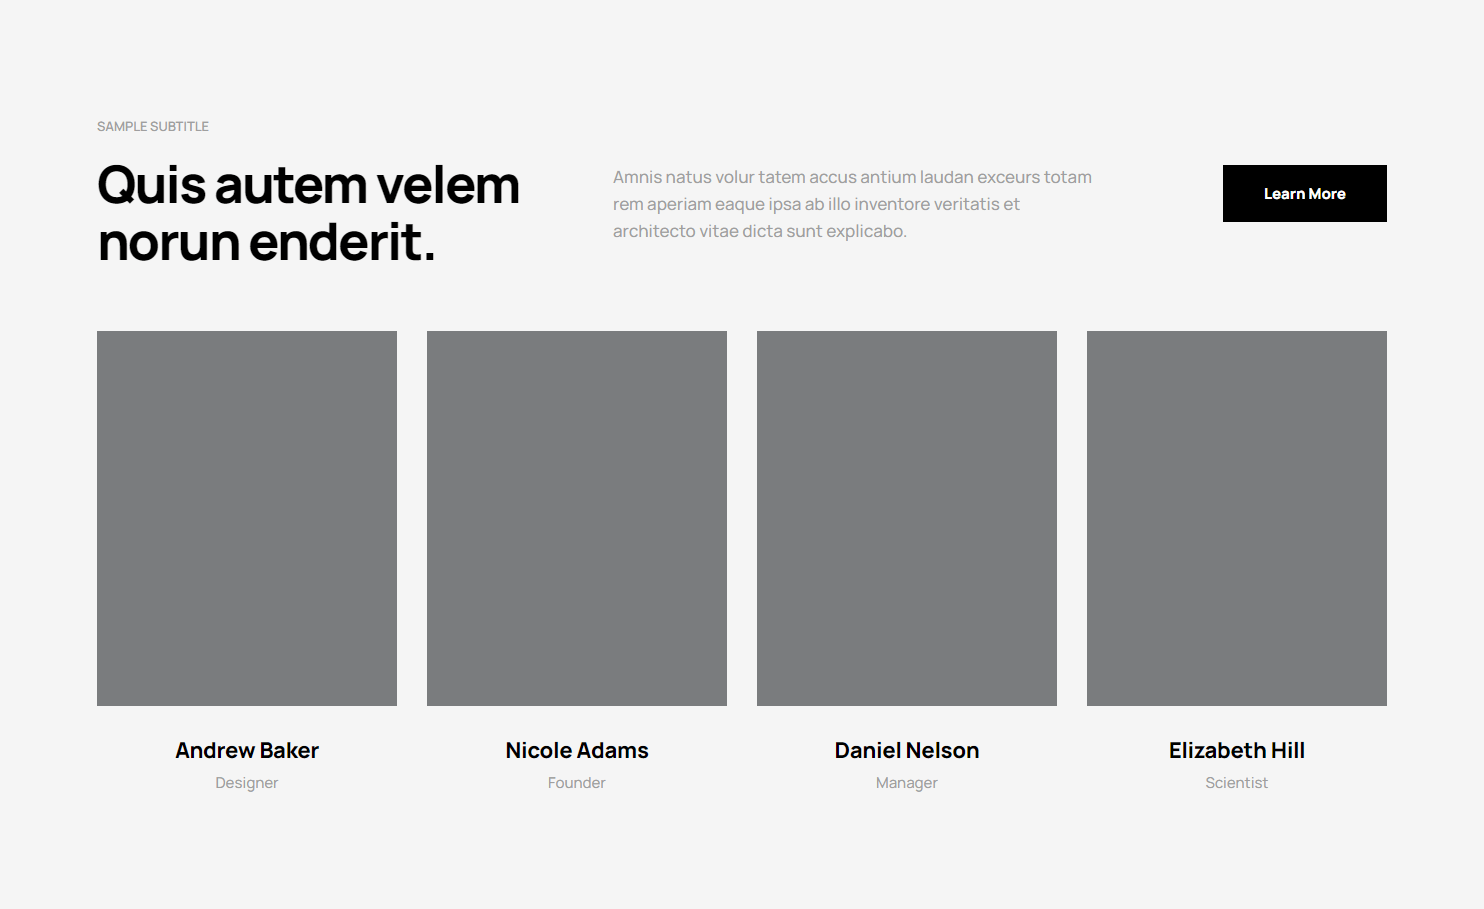 SAMPLE SUBTITLE
Quis autem velem
norun enderit.
Amnis natus volur tatem accus antium laudan exceurs totam
rem aperiam eaque ipsa ab illo inventore veritatis et
architecto vitae dicta sunt explicabo.
Learn More
Andrew Baker
Designer
Nicole Adams
Founder
Daniel Nelson
Manager
Elizabeth Hill
Scientist